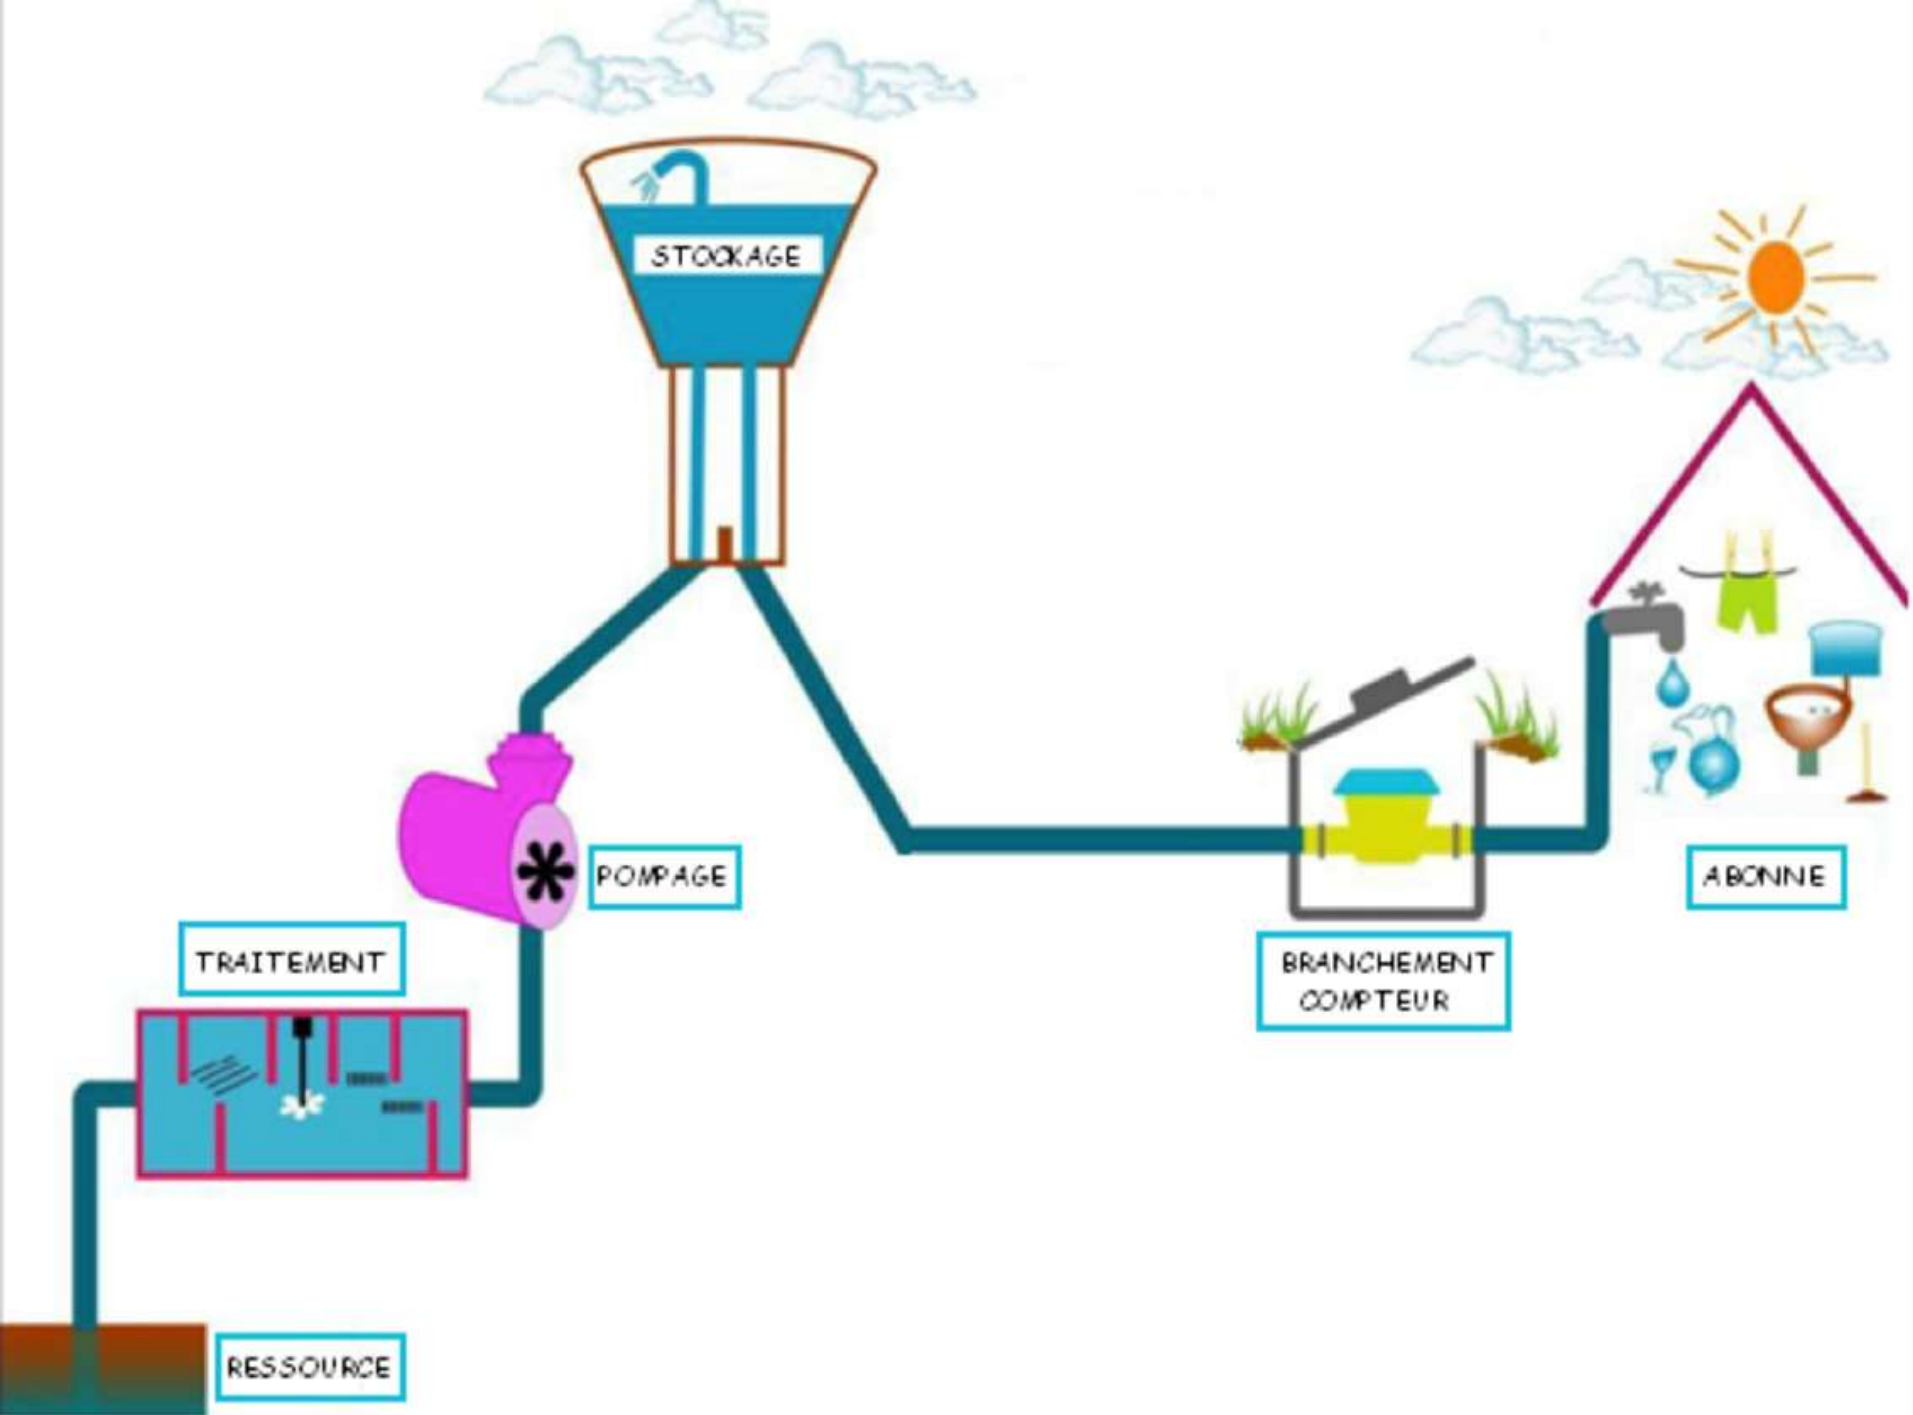 STOCKAGE
POMPAGE
ABONNE
TRAITEMENT
BRANCHEMENT
COMPTEUR
RESSOURCE